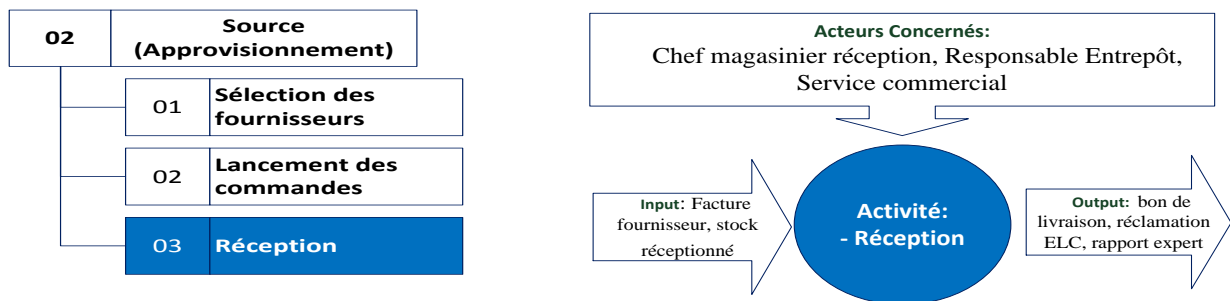 02
Source
(Approvisionnement)
01
Sélection des
fournisseurs
02
Lancement des
commandes
03
Réception
Acteurs Concernés:
Chef magasinier réception, Responsable Entrepôt,
Service commercial
Input: Facture
fournisseur, stock
réceptionné
Activité:
- Réception
Output: bon de
livraison, réclamation
ELC, rapport expert